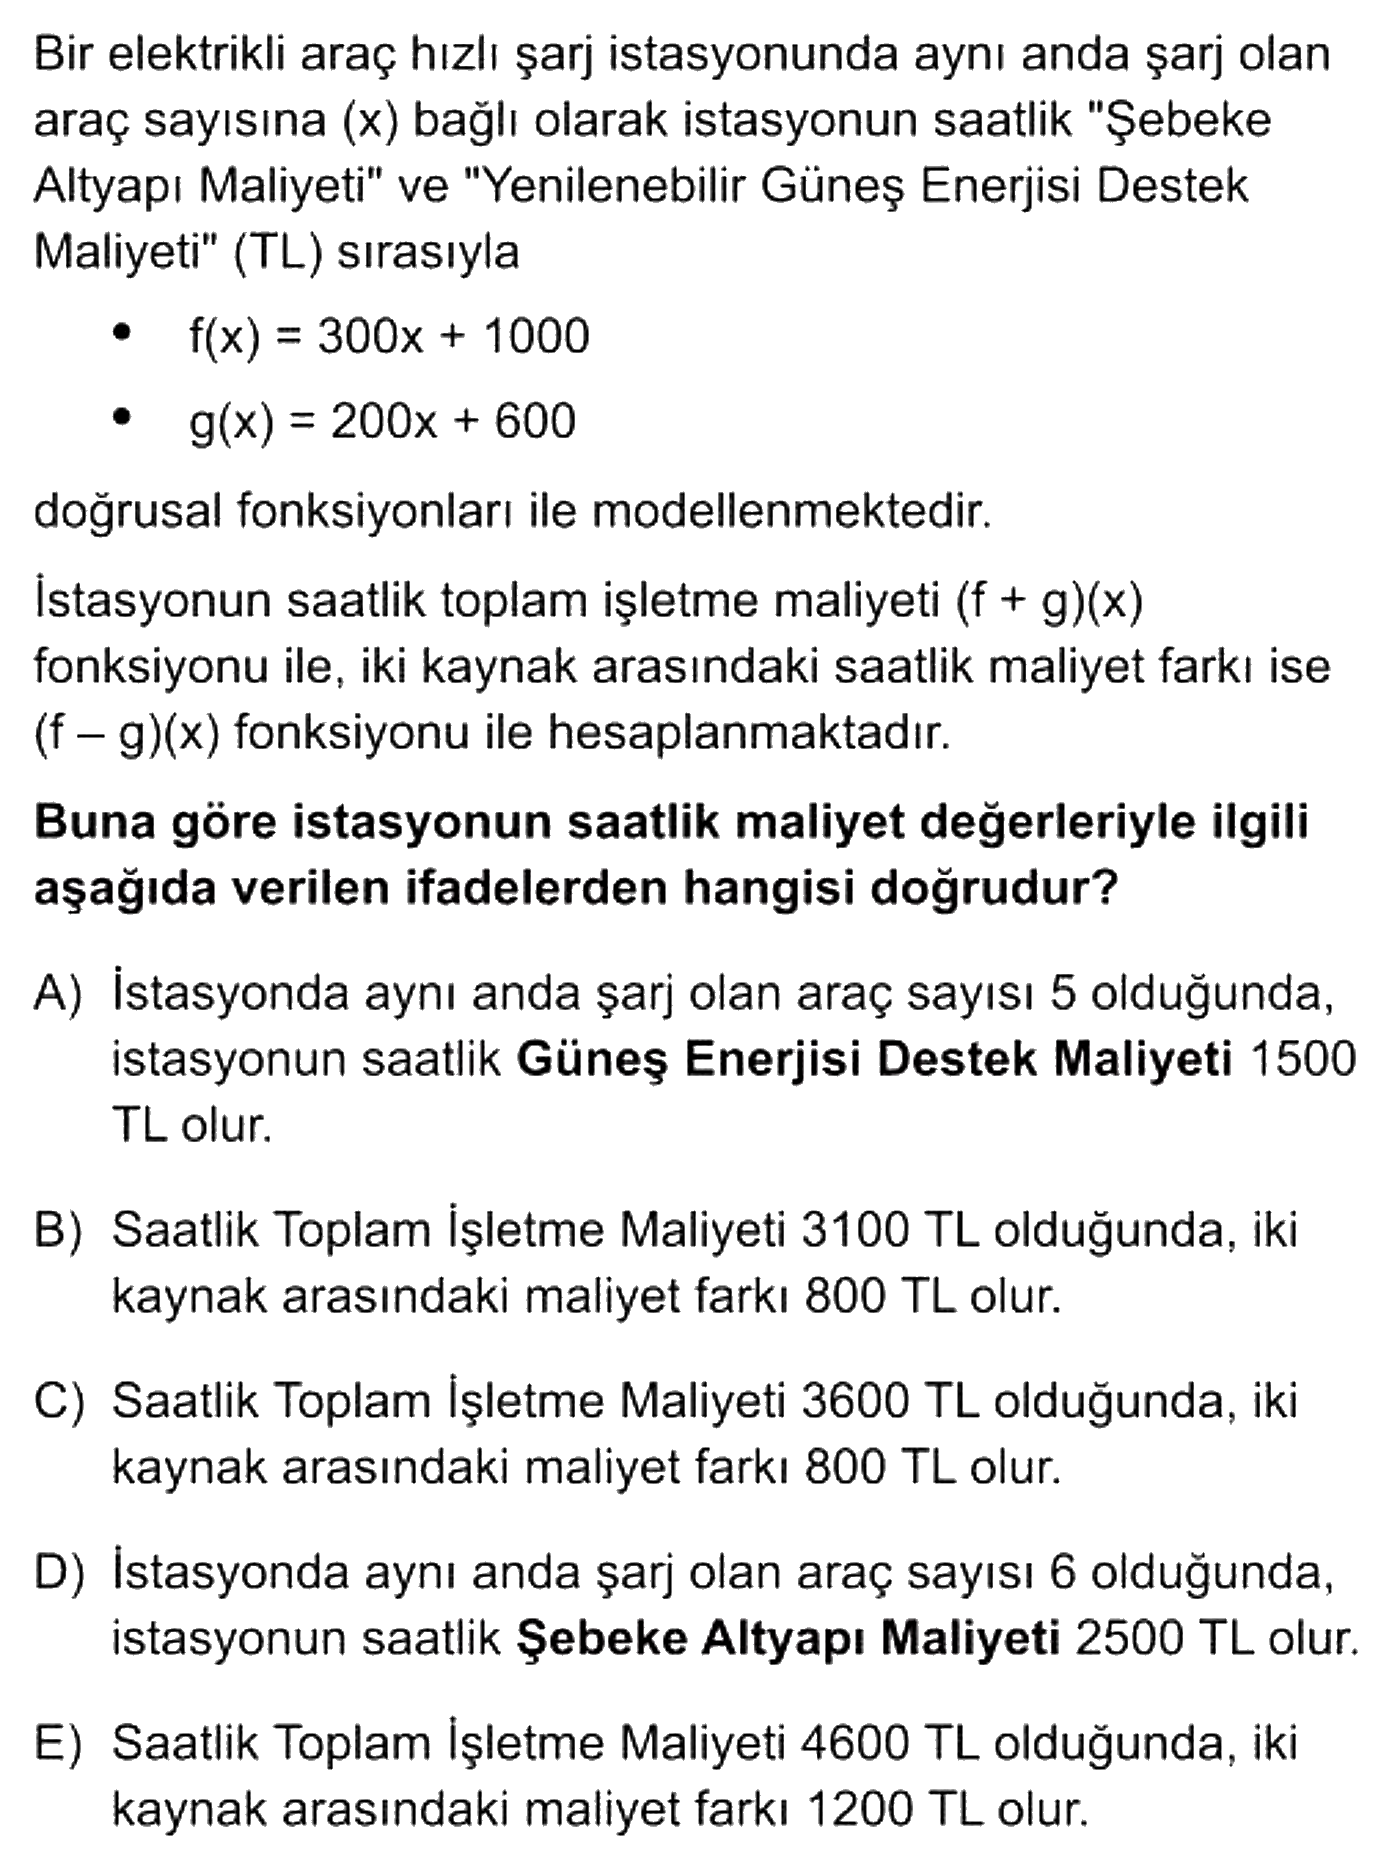 Bir elektrikli araç hızlı şarj istasyonunda aynı anda şarj olan
araç sayısına (x) bağlı olarak istasyonun saatlik "Şebeke
Altyapı Maliyeti" ve "Yenilenebilir Güneş Enerjisi Destek
Maliyeti" (TL) sırasıyla
• f(x) = 300x + 1000
• g(x) = 200x + 600
doğrusal fonksiyonları ile modellenmektedir.
İstasyonun saatlik toplam işletme maliyeti (f + g)(x)
fonksiyonu ile, iki kaynak arasındaki saatlik maliyet farkı ise
(f – g)(x) fonksiyonu ile hesaplanmaktadır.
Buna göre istasyonun saatlik maliyet değerleriyle ilgili
aşağıda verilen ifadelerden hangisi doğrudur?
A) İstasyonda aynı anda şarj olan araç sayısı 5 olduğunda,
istasyonun saatlik Güneş Enerjisi Destek Maliyeti 1500
TL olur.
B) Saatlik Toplam İşletme Maliyeti 3100 TL olduğunda, iki
kaynak arasındaki maliyet farkı 800 TL olur.
C) Saatlik Toplam İşletme Maliyeti 3600 TL olduğunda, iki
kaynak arasındaki maliyet farkı 800 TL olur.
D) İstasyonda aynı anda şarj olan araç sayısı 6 olduğunda,
istasyonun saatlik Şebeke Altyapı Maliyeti 2500 TL olur.
E) Saatlik Toplam İşletme Maliyeti 4600 TL olduğunda, iki
kaynak arasındaki maliyet farkı 1200 TL olur.